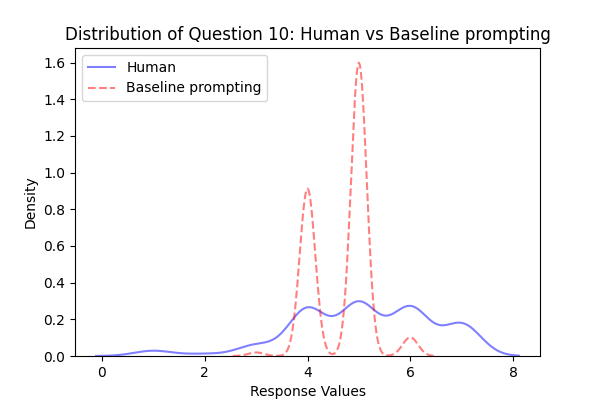 Distribution of Question 10: Human vs Baseline prompting
Human
Baseline prompting
1.6
1.4
1.2
1.0
0.8
0.6
0.4
0.2
0.0
Density
0 2 4 6 8
Response Values